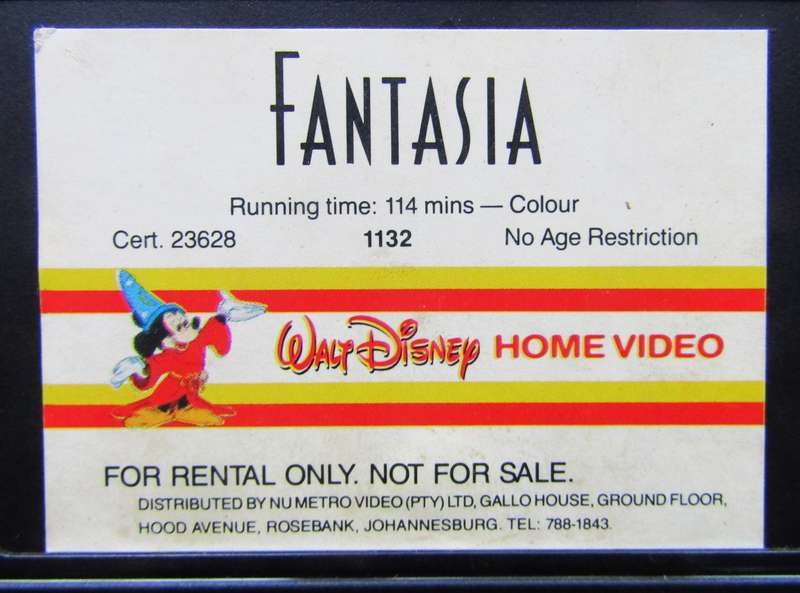 FANTASIA
Running time: 114 mins — Colour
Cert. 23628 1132 No Age Restriction
WALT DISNEY HOME VIDEO
FOR RENTAL ONLY. NOT FOR SALE.
DISTRIBUTED BY NU METRO VIDEO (PTY) LTD, GALLO HOUSE, GROUND FLOOR,
HOOD AVENUE, ROSEBANK, JOHANNESBURG. TEL: 788-1843.